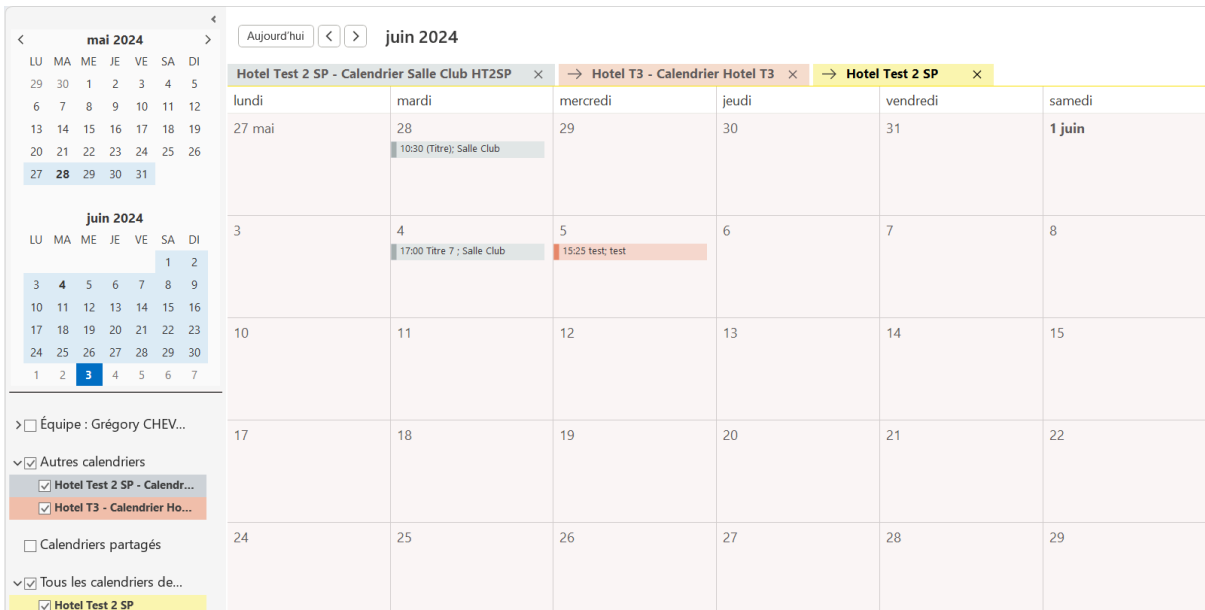 mai 2024
LU MA ME JE VE SA DI
29 30 1 2 3 4 5
6 7 8 9 10 11 12
13 14 15 16 17 18 19
20 21 22 23 24 25 26
27 28 29 30 31
juin 2024
LU MA ME JE VE SA DI
1 2
3 4 5 6 7 8 9
10 11 12 13 14 15 16
17 18 19 20 21 22 23
24 25 26 27 28 29 30
1 2 3 4 5 6 7
Équipe : Grégory CHEV...
Autres calendriers
Hotel Test 2 SP - Calendr...
Hotel T3 - Calendrier Ho...
Calendriers partagés
Tous les calendriers de...
Hotel Test 2 SP
Aujourd'hui juin 2024
Hotel Test 2 SP - Calendrier Salle Club HT2SP × → Hotel T3 - Calendrier Hotel T3 × → Hotel Test 2 SP ×
lundi mardi mercredi jeudi vendredi samedi
27 mai 28 29 30 31 1 juin
10:30 (Titre); Salle Club
3 4 5 6 7 8
17:00 Titre 7 ; Salle Club 15:25 test; test
10 11 12 13 14 15
17 18 19 20 21 22
24 25 26 27 28 29